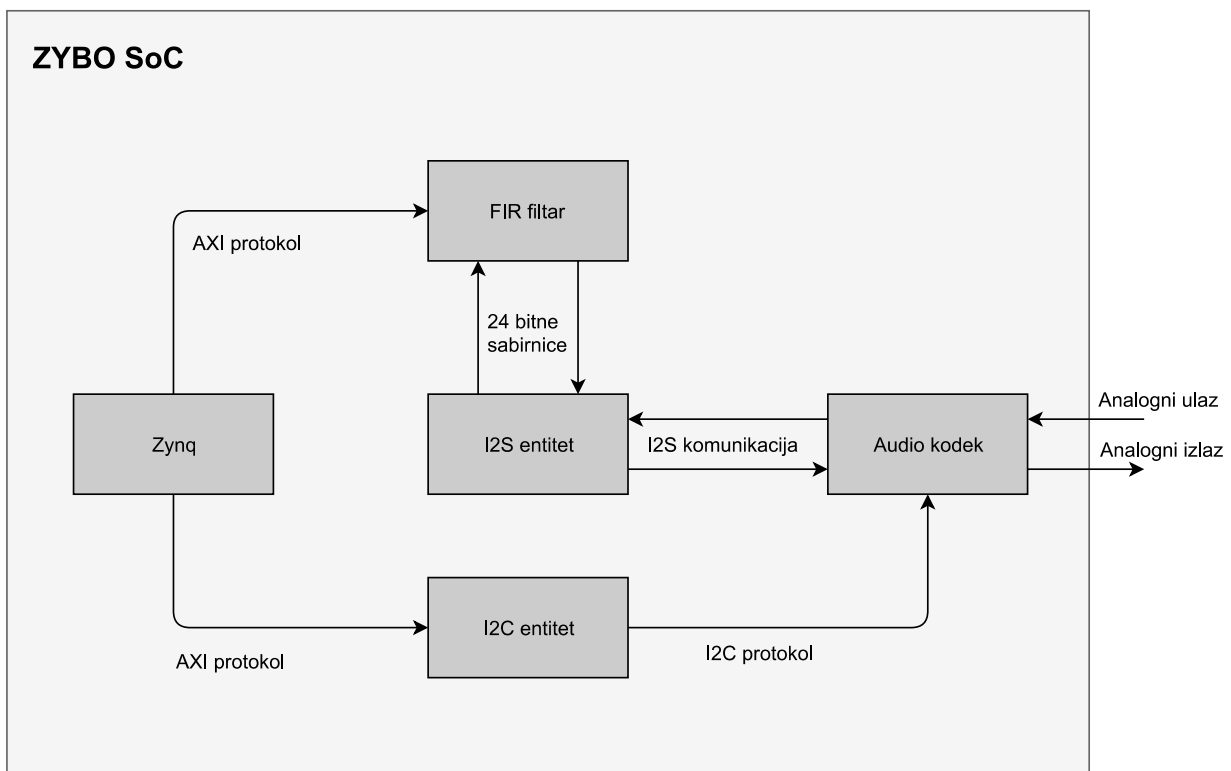 ZYBO SoC
FIR filtar
AXI protokol
24 bitne
sabirnice
Analogni ulaz
Zynq
I2S entitet
I2S komunikacija
Audio kodek
Analogni izlaz
I2C entitet
AXI protokol
I2C protokol